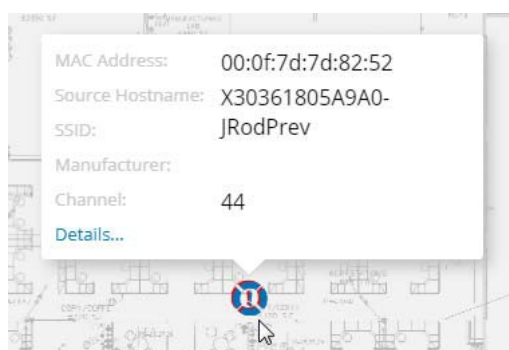 MAC Address: 00:0f:7d:7d:82:52
Source Hostname: X30361805A9A0-
SSID: JRodPrev
Manufacturer:
Channel: 44
Details...